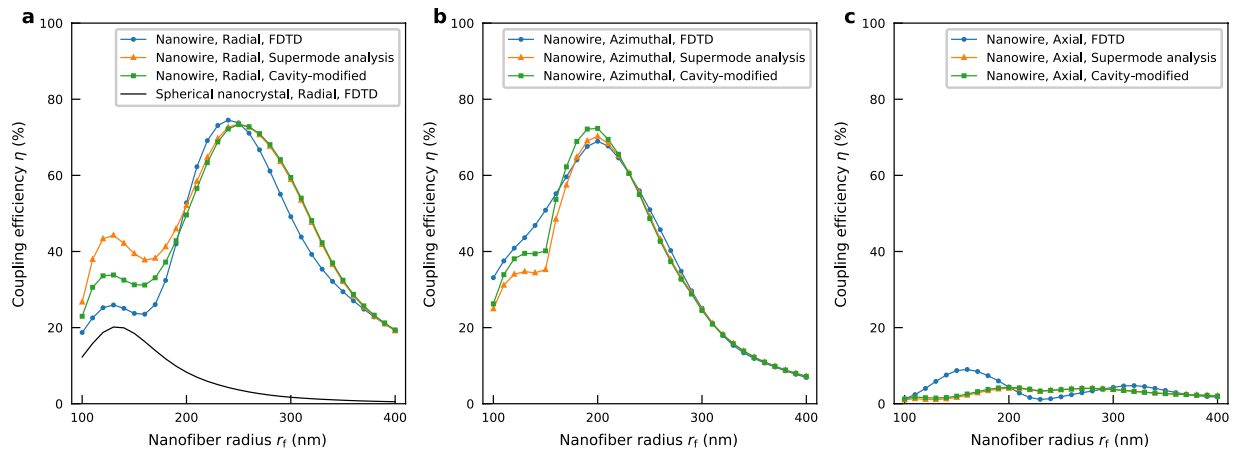 a
100
80
60
40
20
0
Coupling efficiency η (%)
Nanowire, Radial, FDTD
Nanowire, Radial, Supermode analysis
Nanowire, Radial, Cavity-modified
Spherical nanocrystal, Radial, FDTD
100
200
300
400
Nanofiber radius r_f (nm)
b
100
80
60
40
20
0
Coupling efficiency η (%)
Nanowire, Azimuthal, FDTD
Nanowire, Azimuthal, Supermode analysis
Nanowire, Azimuthal, Cavity-modified
100
200
300
400
Nanofiber radius r_f (nm)
c
100
80
60
40
20
0
Coupling efficiency η (%)
Nanowire, Axial, FDTD
Nanowire, Axial, Supermode analysis
Nanowire, Axial, Cavity-modified
100
200
300
400
Nanofiber radius r_f (nm)